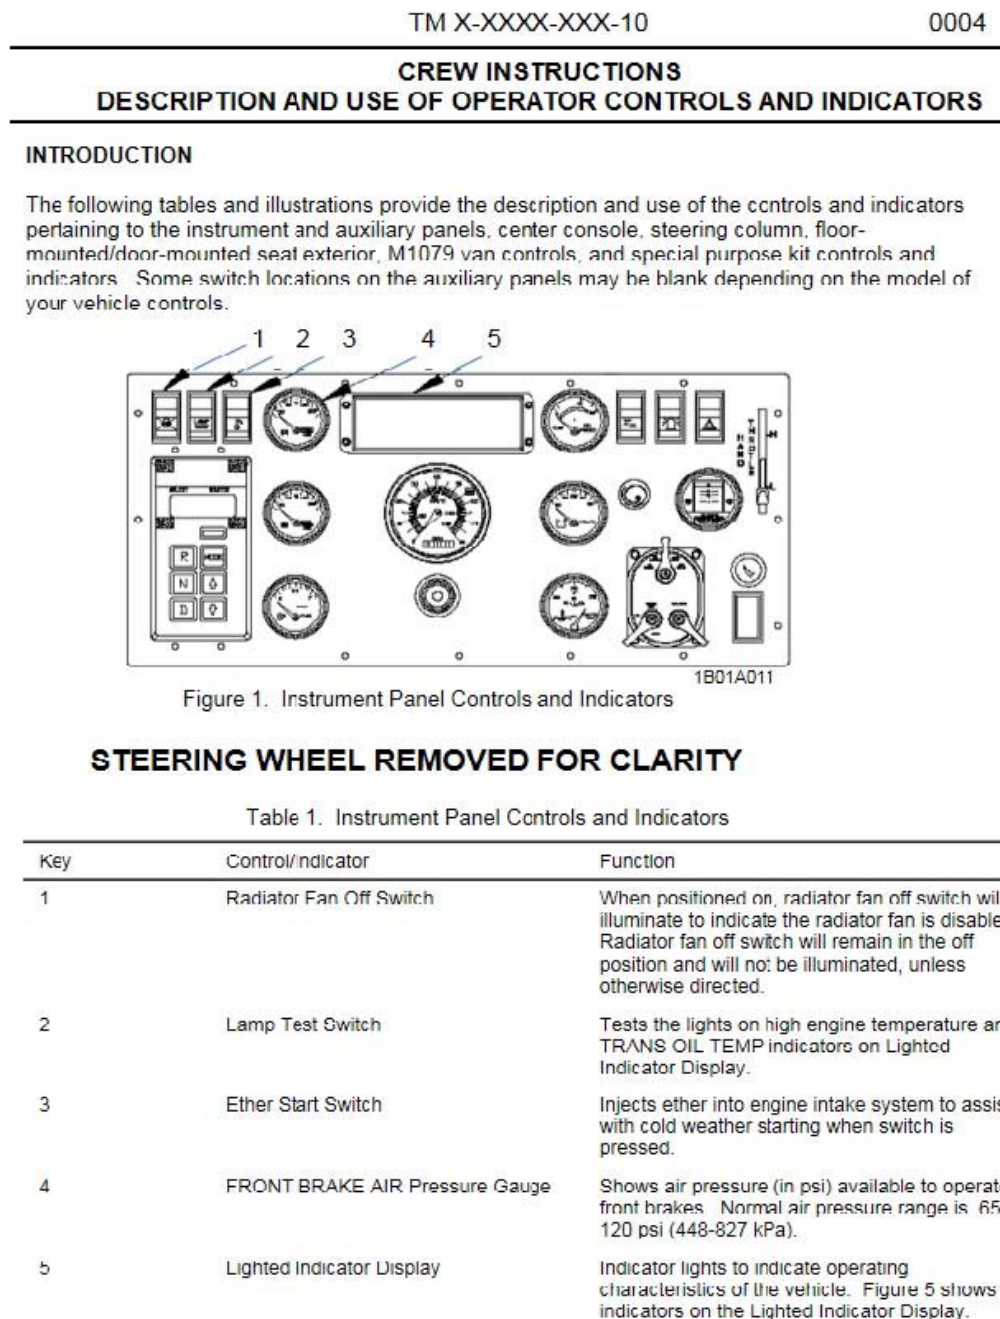 TM X-XXXX-XXX-10 0004
CREW INSTRUCTIONS
DESCRIPTION AND USE OF OPERATOR CONTROLS AND INDICATORS
INTRODUCTION
The following tables and illustrations provide the description and use of the controls and indicators
pertaining to the instrument and auxiliary panels, center console, steering column, floor-
mounted/door-mounted seat exterior, M1079 van controls, and special purpose kit controls and
indicators. Some switch locations on the auxiliary panels may be blank depending on the model of
your vehicle controls.
1 2 3 4 5
HAND THROTTLE
R MODE
N
D
1B01A011
Figure 1. Instrument Panel Controls and Indicators
STEERING WHEEL REMOVED FOR CLARITY
Table 1. Instrument Panel Controls and Indicators
Key Control/Indicator Function
1 Radiator Fan Off Switch When positioned on, radiator fan off switch wil
illuminate to indicate the radiator fan is disable
Radiator fan off switch will remain in the off
position and will not be illuminated, unless
otherwise directed.
2 Lamp Test Switch Tests the lights on high engine temperature an
TRANS OIL TEMP indicators on Lighted
Indicator Display.
3 Ether Start Switch Injects ether into engine intake system to assis
with cold weather starting when switch is
pressed.
4 FRONT BRAKE AIR Pressure Gauge Shows air pressure (in psi) available to operat
front brakes. Normal air pressure range is 65
120 psi (448-827 kPa).
5 Lighted Indicator Display Indicator lights to indicate operating
characteristics of the vehicle. Figure 5 shows
indicators on the Lighted Indicator Display.